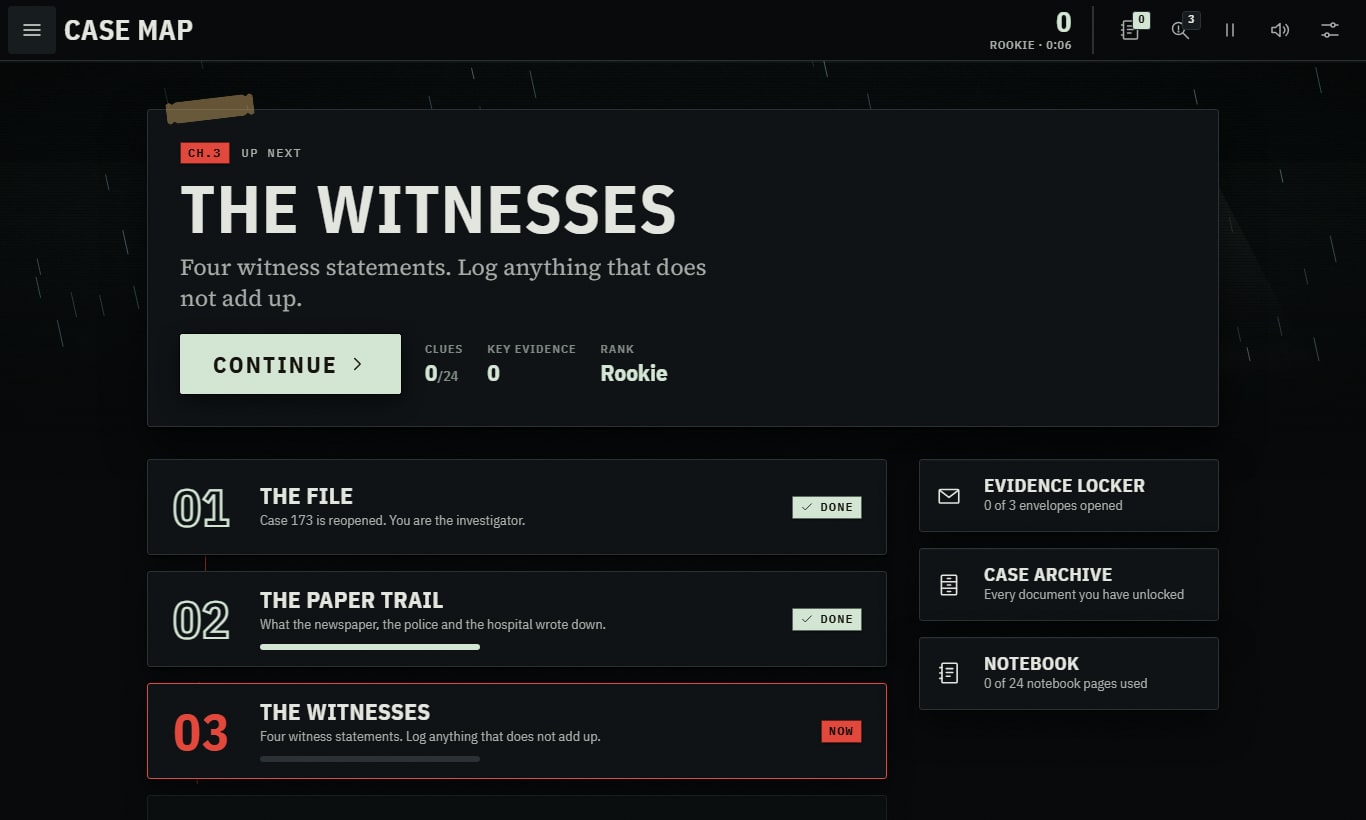 CASE MAP
0
ROOKIE · 0:06
0
3
CH.3 UP NEXT
THE WITNESSES
Four witness statements. Log anything that does
not add up.
CONTINUE
CLUES
0/24
KEY EVIDENCE
0
RANK
Rookie
01
THE FILE
Case 173 is reopened. You are the investigator.
DONE
02
THE PAPER TRAIL
What the newspaper, the police and the hospital wrote down.
DONE
03
THE WITNESSES
Four witness statements. Log anything that does not add up.
NOW
EVIDENCE LOCKER
0 of 3 envelopes opened
CASE ARCHIVE
Every document you have unlocked
NOTEBOOK
0 of 24 notebook pages used